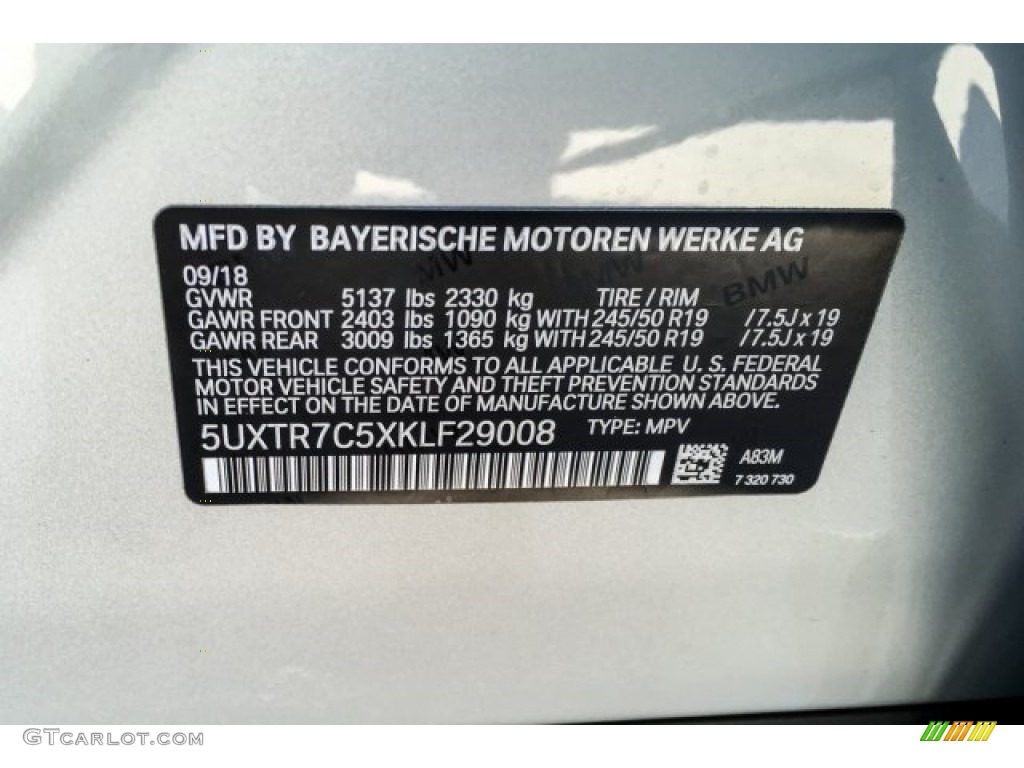 MFD BY BAYERISCHE MOTOREN WERKE AG
09/18
GVWR 5137 lbs 2330 kg TIRE / RIM
GAWR FRONT 2403 lbs 1090 kg WITH 245/50 R19 /7.5J x 19
GAWR REAR 3009 lbs 1365 kg WITH 245/50 R19 /7.5J x 19
THIS VEHICLE CONFORMS TO ALL APPLICABLE U. S. FEDERAL
MOTOR VEHICLE SAFETY AND THEFT PREVENTION STANDARDS
IN EFFECT ON THE DATE OF MANUFACTURE SHOWN ABOVE.
5UXTR7C5XKLF29008 TYPE: MPV
A83M
7 320 730
BMW
BMW
GTCarLot.com